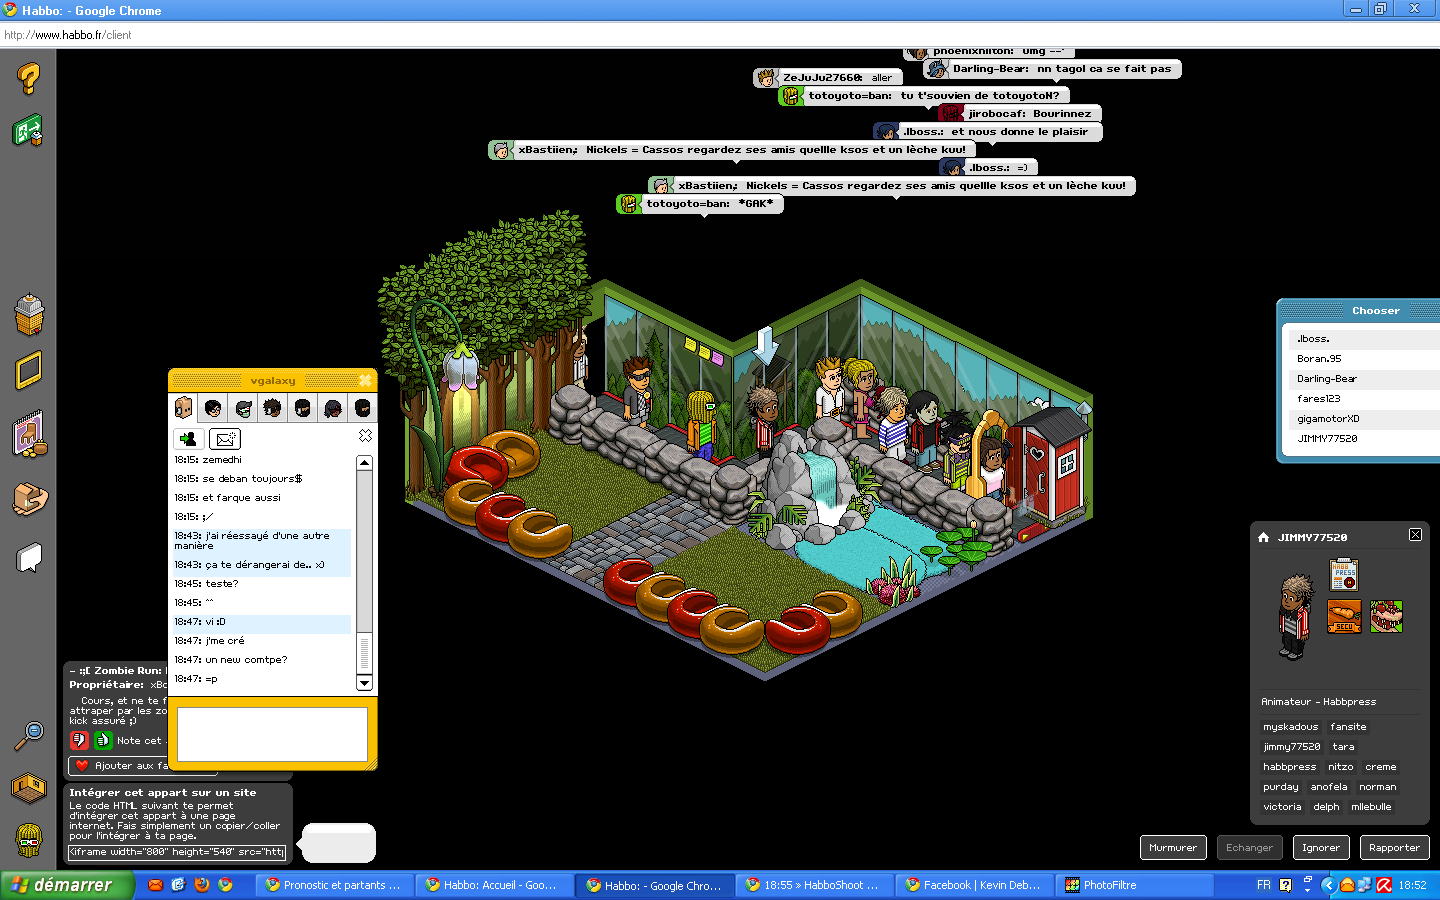 Habbo: - Google Chrome
http://www.habbo.fr/client
phoenixniiton: omg --'
Darling-Bear: nn tagol ca se fait pas
ZeJuJu27660: aller
totoyoto=ban: tu t'souvien de totoyotoN?
jirobocaf: Bourinnez
.lboss.: et nous donne le plaisir
xBastiien;: Nickels = Cassos regardez ses amis quellle ksos et un lèche kuu!
.lboss.: =)
xBastiien;: Nickels = Cassos regardez ses amis quellle ksos et un lèche kuu!
totoyoto=ban: *GAK*
Chooser
.lboss.
Boran.95
Darling-Bear
fares123
gigamotorXD
JIMMY77520
vgalaxy
18:15: zemedhi
18:15: se deban toujours$
18:15: et farque aussi
18:15: ;/
18:43: j'ai réessayé d'une autre
manière
18:43: ça te dérangerai de.. x)
18:45: teste?
18:45: ^^
18:47: vi :D
18:47: j'me cré
18:47: un new comtpe?
18:47: =p
JIMMY77520
HABB
PRESS
SECU
Animateur - Habbpress
myskadous fansite
jimmy77520 tara
habbpress nitzo creme
purday anofela norman
victoria delph mllebulle
- :;[ Zombie Run:
Propriétaire: xBo
Cours, et ne te f
attraper par les zo
kick assuré ;)
Note cet
Ajouter aux fa
Intégrer cet appart sur un site
Le code HTML suivant te permet
d'intégrer cet appart à une page
internet. Fais simplement un copier/coller
pour l'intégrer à ta page.
<iframe width="800" height="540" src="htt
Murmurer Echanger Ignorer Rapporter
démarrer
Pronostic et partants ...
Habbo: Accueil - Goo...
Habbo: - Google Chro...
18:55 » HabboShoot ...
Facebook | Kevin Deb...
PhotoFiltre
FR
18:52